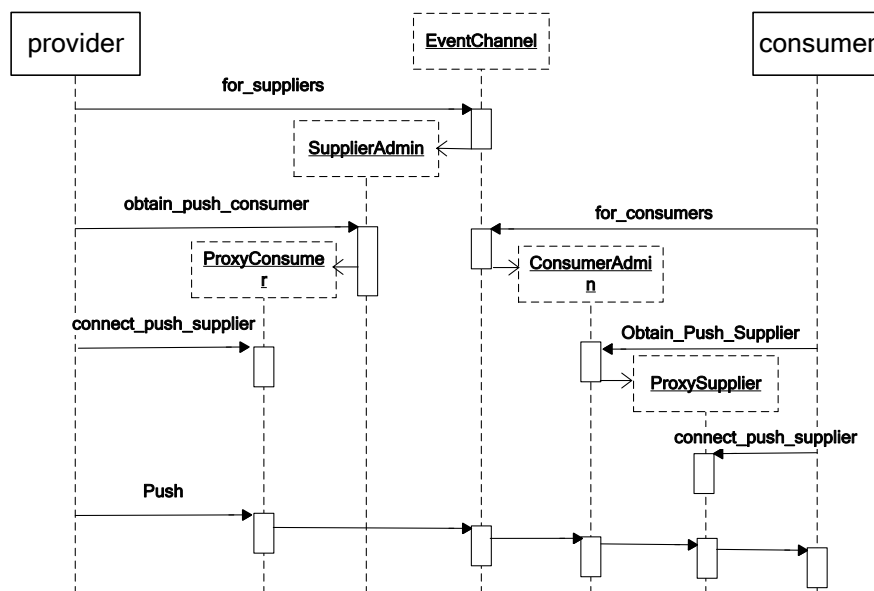 provider
EventChannel
consumer
for_suppliers
SupplierAdmin
obtain_push_consumer
for_consumers
ProxyConsume
r
ConsumerAdmi
n
connect_push_supplier
Obtain_Push_Supplier
ProxySupplier
connect_push_supplier
Push